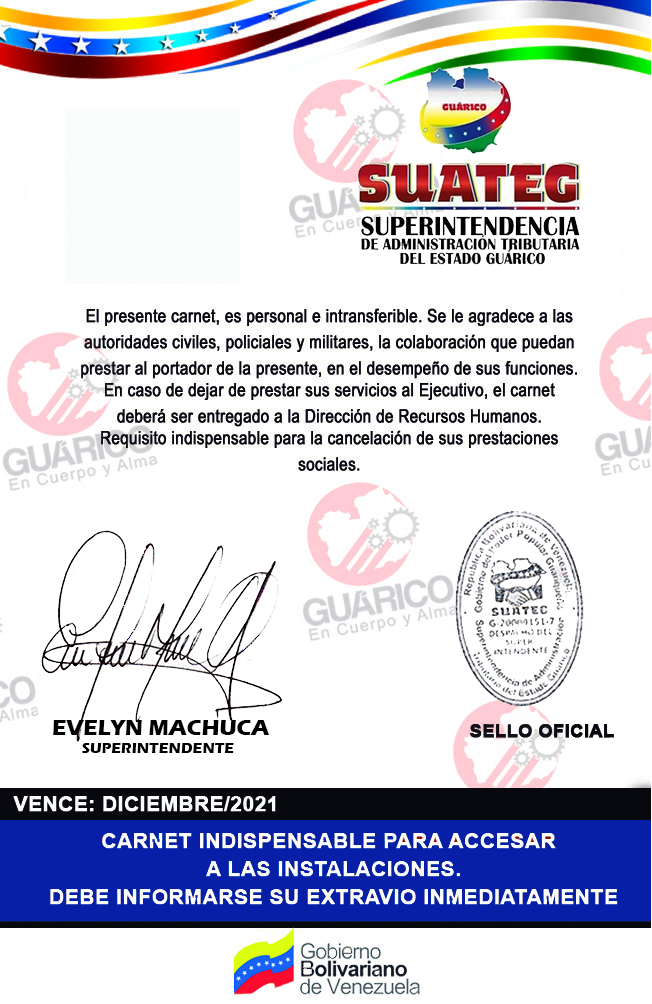 GUÁRICO
SUATEG
SUPERINTENDENCIA
DE ADMINISTRACIÓN TRIBUTARIA
DEL ESTADO GUÁRICO
GUÁRICO
En Cuerpo y Alma
El presente carnet, es personal e intransferible. Se le agradece a las
autoridades civiles, policiales y militares, la colaboración que puedan
prestar al portador de la presente, en el desempeño de sus funciones.
En caso de dejar de prestar sus servicios al Ejecutivo, el carnet
deberá ser entregado a la Dirección de Recursos Humanos.
Requisito indispensable para la cancelación de sus prestaciones
sociales.
GUÁRICO
En Cuerpo y Alma
GUÁRICO
En Cuerpo y Alma
República Bolivariana de Venezuela
Gobierno del Poder Popular Guariqueño
SUATEG
G-20009151-7
DESPACHO DEL
SUPER
INTENDENTE
Superintendencia de Administración
Tributaria del Estado Guárico
EVELYN MACHUCA
SUPERINTENDENTE
SELLO OFICIAL
VENCE: DICIEMBRE/2021
CARNET INDISPENSABLE PARA ACCESAR
A LAS INSTALACIONES.
DEBE INFORMARSE SU EXTRAVIO INMEDIATAMENTE
Gobierno
Bolivariano
de Venezuela